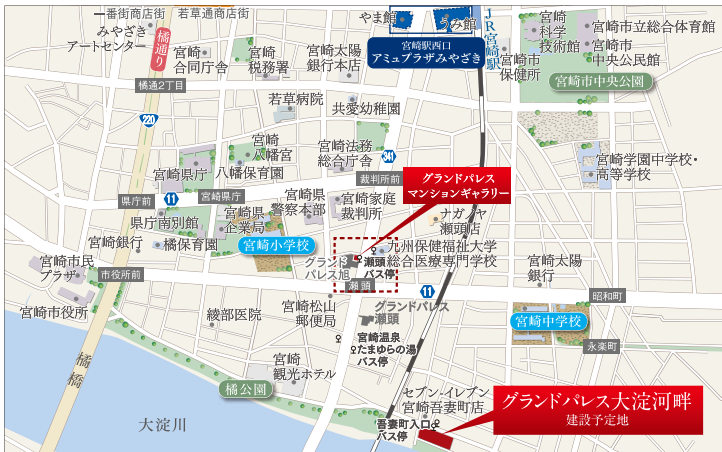 一番街商店街
若草通商店街
みやざき
アートセンター
橘通り
宮崎
合同庁舎
宮崎
税務署
宮崎太陽
銀行本店
やま館
うみ館
宮崎駅西口
アミュプラザみやざき
JR宮崎駅
宮崎
科学
技術館
宮崎市立総合体育館
宮崎市
中央公民館
宮崎市
保健所
宮崎市中央公園
橘通2丁目
若草病院
共愛幼稚園
220
宮崎
八幡宮
宮崎法務
総合庁舎
341
宮崎県庁
八幡保育園
裁判所前
グランドパレス
マンションギャラリー
宮崎学園中学校・
高等学校
県庁前
11
宮崎県庁
宮崎県
警察本部
宮崎家庭
裁判所
県庁南別館
宮崎県
企業局
ナガノヤ
瀬頭店
宮崎銀行
橘保育園
宮崎小学校
九州保健福祉大学
総合医療専門学校
グランド
パレス旭
瀬頭
バス停
宮崎市民
プラザ
市役所前
瀬頭
11
宮崎太陽
銀行
昭和町
宮崎市役所
綾部医院
宮崎松山
郵便局
グランドパレス
瀬頭
宮崎中学校
宮崎温泉
たまゆらの湯
バス停
永楽町
橘橋
宮崎
観光ホテル
橘公園
セブン-イレブン
宮崎吾妻町店
グランドパレス大淀河畔
建設予定地
大淀川
吾妻町入口
バス停